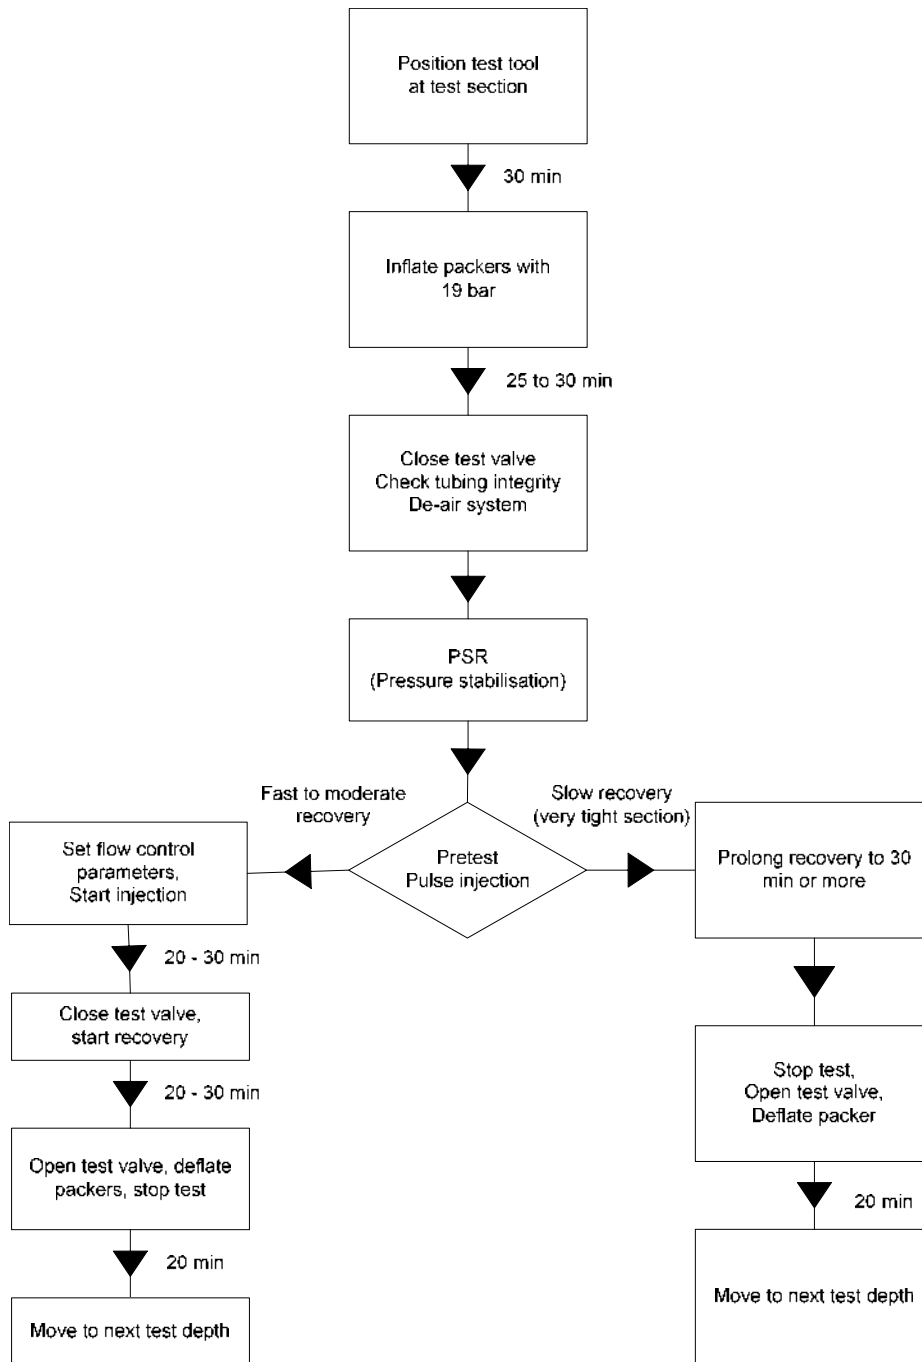 Position test tool
at test section
30 min
Inflate packers with
19 bar
25 to 30 min
Close test valve
Check tubing integrity
De-air system
PSR
(Pressure stabilisation)
Fast to moderate
recovery
Slow recovery
(very tight section)
Pretest
Pulse injection
Set flow control
parameters,
Start injection
20 - 30 min
Close test valve,
start recovery
20 - 30 min
Open test valve, deflate
packers, stop test
20 min
Move to next test depth
Prolong recovery to 30
min or more
Stop test,
Open test valve,
Deflate packer
20 min
Move to next test depth